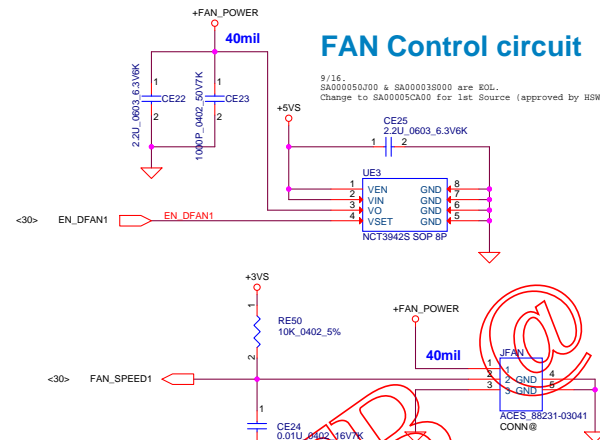 +FAN_POWER
40mil
FAN Control circuit
9/16.
SA000050J00 & SA00003S000 are EOL.
Change to SA00005CA00 for 1st Source (approved by HSW
2.2U_0603_6.3V6K
1
CE22
2
1000P_0402_50V7K
1
CE23
2
+5VS
CE25
2.2U_0603_6.3V6K
1 2
UE3
1 VEN GND 8
2 VIN GND 7
3 VO GND 6
4 VSET GND 5
NCT3942S SOP 8P
<30> EN_DFAN1 EN_DFAN1
+3VS
1
RE50
10K_0402_5%
2
+FAN_POWER
40mil
JFAN
1 1
2 2 GND 4
3 3 GND 5
ACES_88231-03041
CONN@
<30> FAN_SPEED1
1
CE24
0.01U_0402_16V7K
@